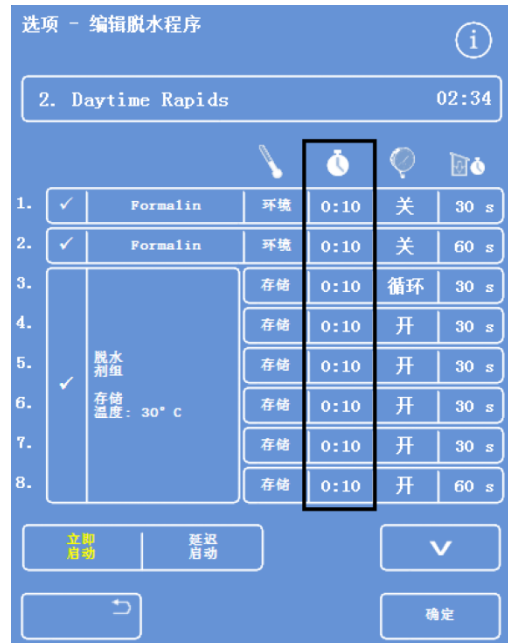 选项 - 编辑脱水程序
i
2. Daytime Rapids 02:34
1. ✓ Formalin 环境 0:10 关 30 s
2. ✓ Formalin 环境 0:10 关 60 s
3. 存储 0:10 循环 30 s
4. 存储 0:10 开 30 s
5. 脱水 存储 0:10 开 30 s
剂组
6. ✓ 存储 存储 0:10 开 30 s
温度: 30° C
7. 存储 0:10 开 30 s
8. 存储 0:10 开 60 s
立即 延迟
启动 启动
确定